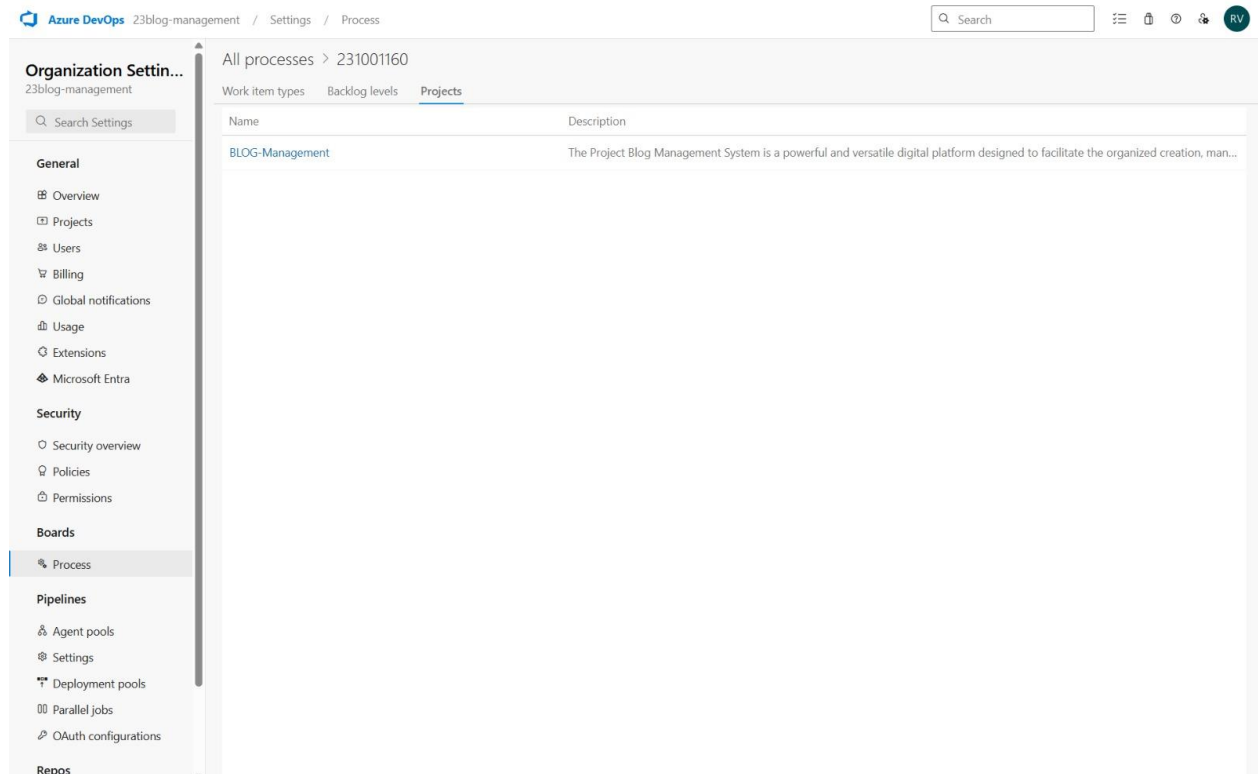 Azure DevOps 23blog-management / Settings / Process
Search
RV
Organization Settin...
23blog-management
Search Settings
General
Overview
Projects
Users
Billing
Global notifications
Usage
Extensions
Microsoft Entra
Security
Security overview
Policies
Permissions
Boards
Process
Pipelines
Agent pools
Settings
Deployment pools
Parallel jobs
OAuth configurations
Repos
All processes > 231001160
Work item types Backlog levels Projects
Name Description
BLOG-Management The Project Blog Management System is a powerful and versatile digital platform designed to facilitate the organized creation, man...